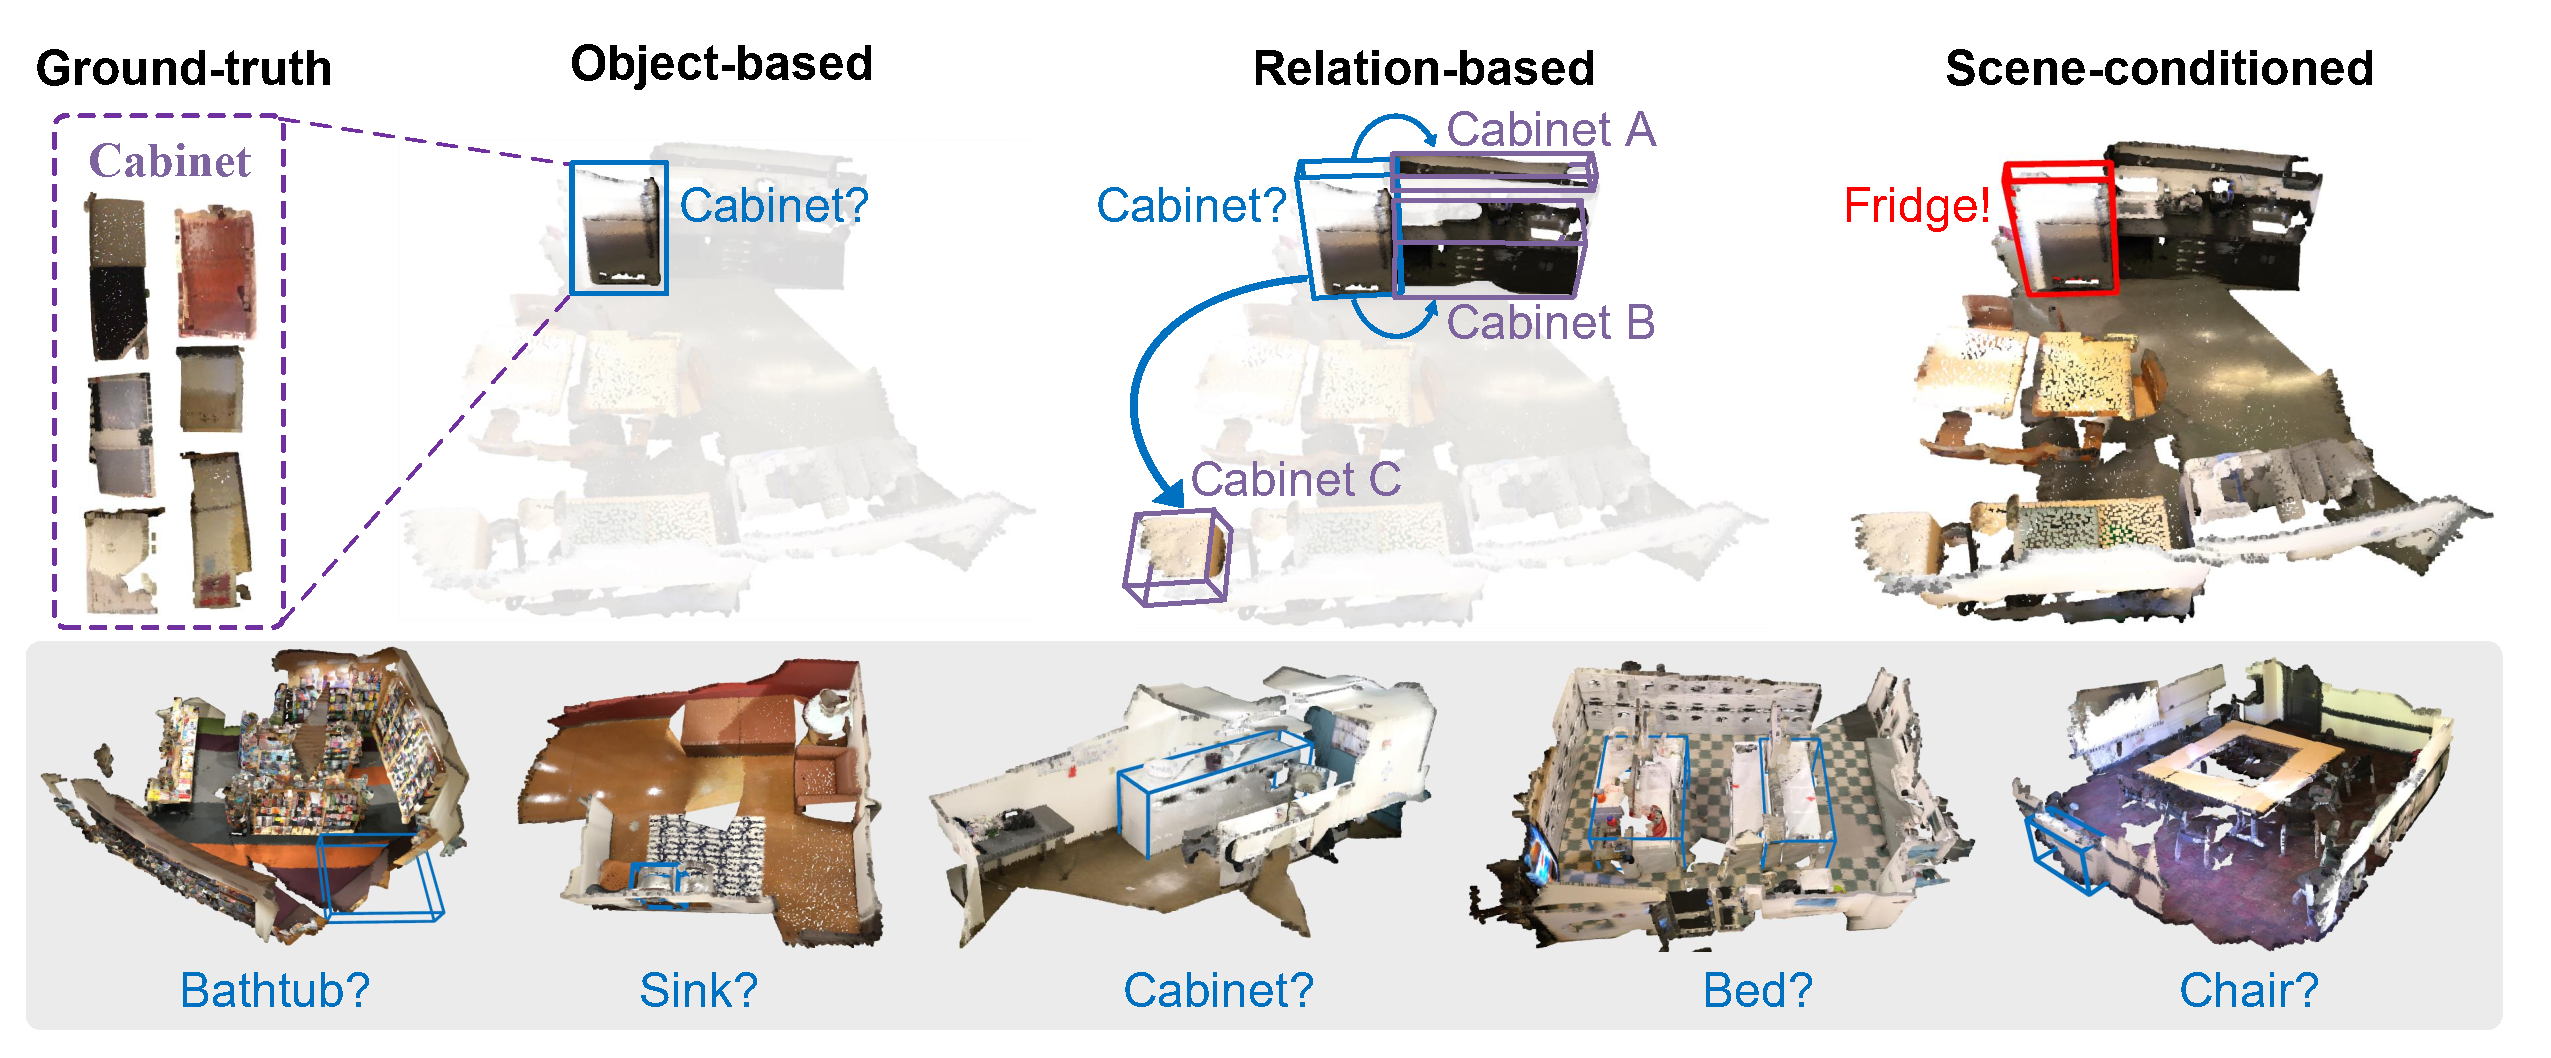 Ground-truth
Object-based
Relation-based
Scene-conditioned
Cabinet
Cabinet?
Cabinet?
Cabinet A
Cabinet B
Cabinet C
Fridge!
Bathtub?
Sink?
Cabinet?
Bed?
Chair?